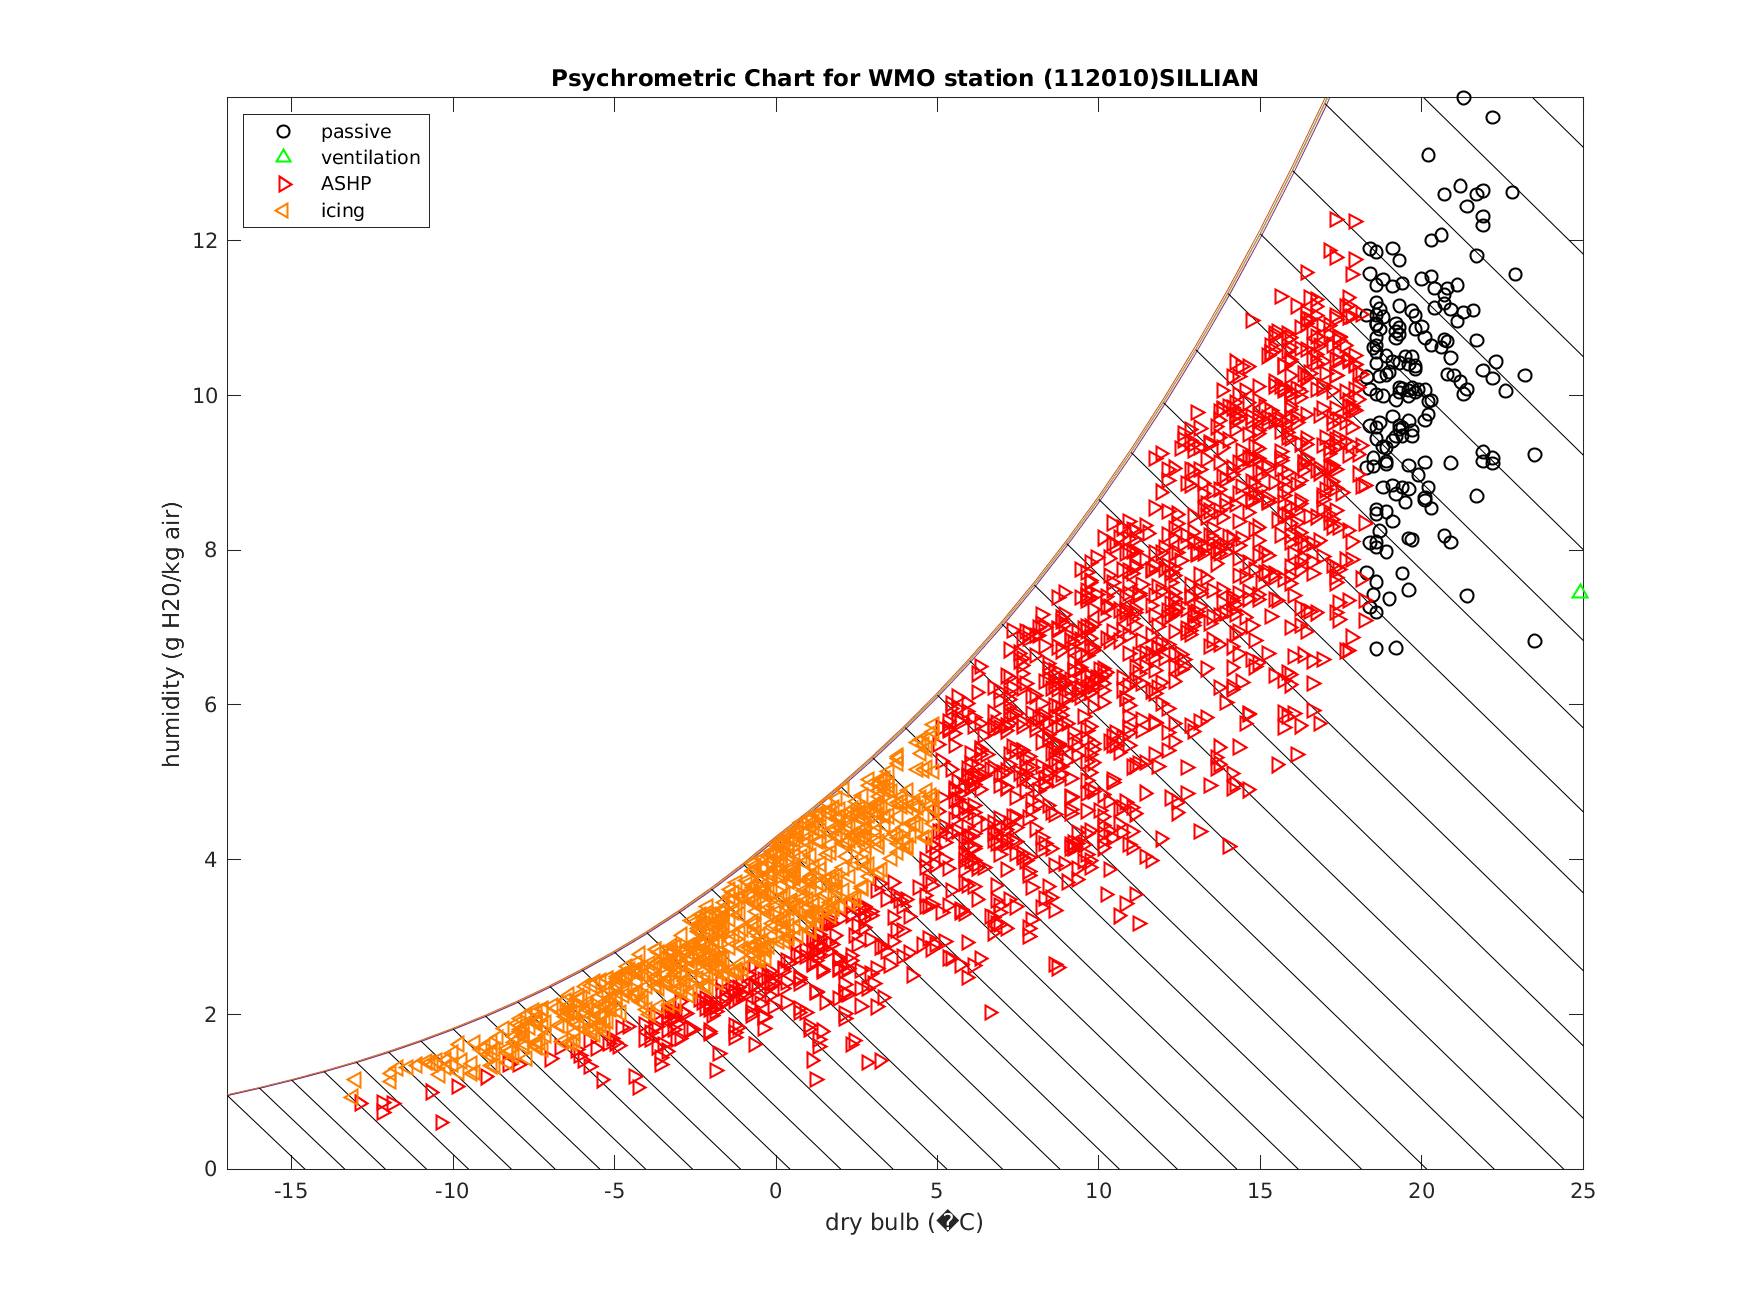 Psychrometric Chart for WMO station (112010)SILLIAN
passive
ventilation
ASHP
icing
humidity (g H20/kg air)
12
10
8
6
4
2
0
-15 -10 -5 0 5 10 15 20 25
dry bulb (�C)